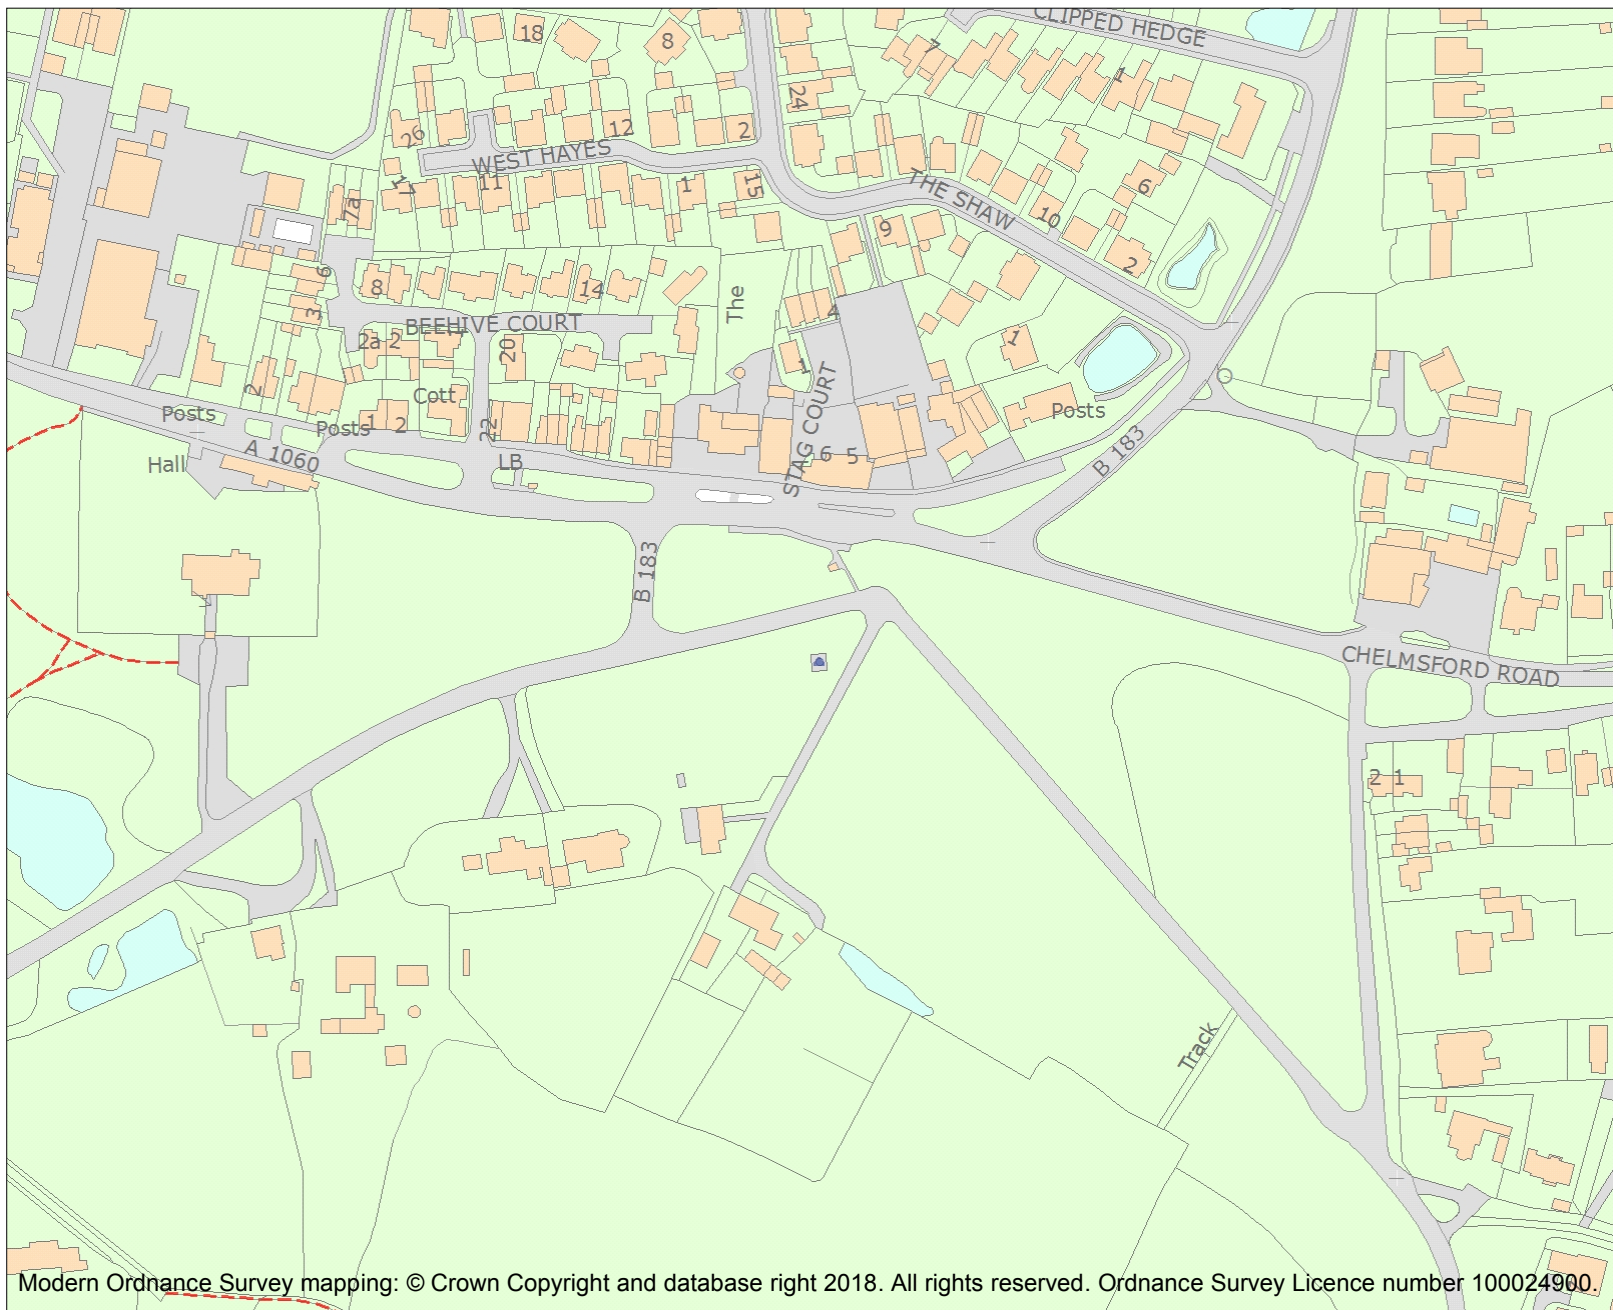 CLIPPED HEDGE
18
8
7
1
24
26
12
2
WEST HAYES
17
11
1
15
THE SHAW
6
10
7a
9
2
6
8
14
The
4
3
BEEHIVE COURT
2a 2
20
1
1
STAG COURT
2
Cott
Posts
Posts
1 2
22
Posts
A 1060
Hall
LB
6 5
B 183
B 183
CHELMSFORD ROAD
2 1
Track
Modern Ordnance Survey mapping: © Crown Copyright and database right 2018. All rights reserved. Ordnance Survey Licence number 100024900.